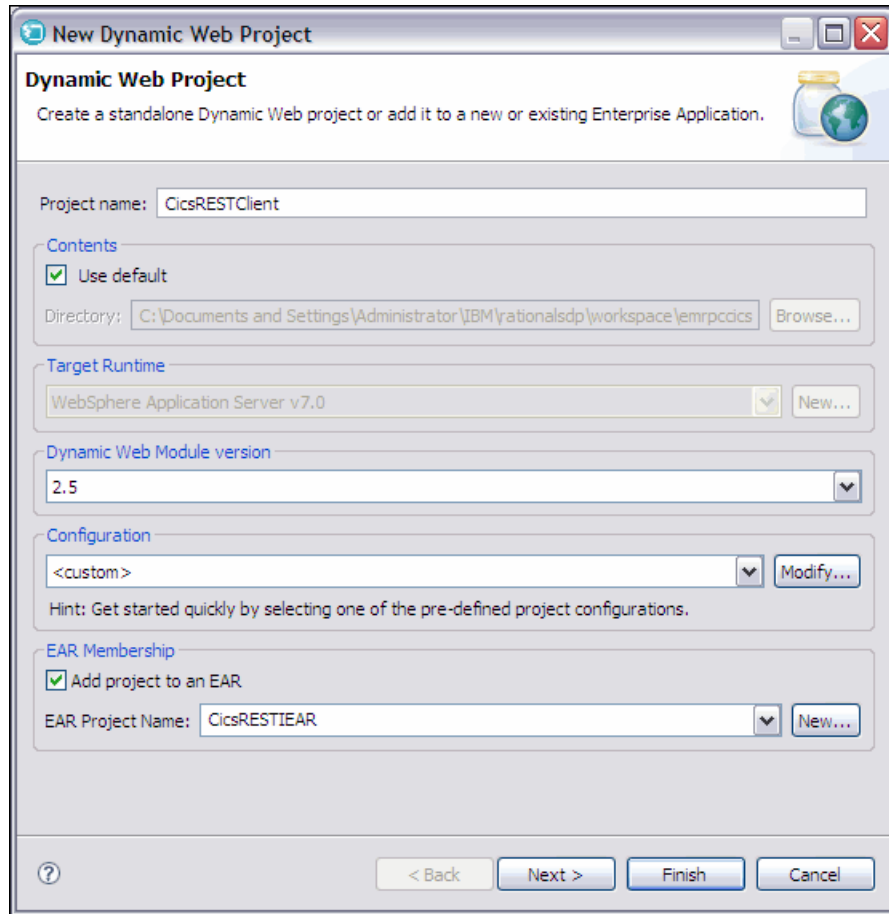 New Dynamic Web Project
Dynamic Web Project
Create a standalone Dynamic Web project or add it to a new or existing Enterprise Application.
Project name: CicsRESTClient
Contents
Use default
Directory: C:\Documents and Settings\Administrator\IBM\rationalsdp\workspace\emrpccics Browse...
Target Runtime
WebSphere Application Server v7.0 New...
Dynamic Web Module version
2.5
Configuration
<custom> Modify...
Hint: Get started quickly by selecting one of the pre-defined project configurations.
EAR Membership
Add project to an EAR
EAR Project Name: CicsRESTIEAR New...
? < Back Next > Finish Cancel